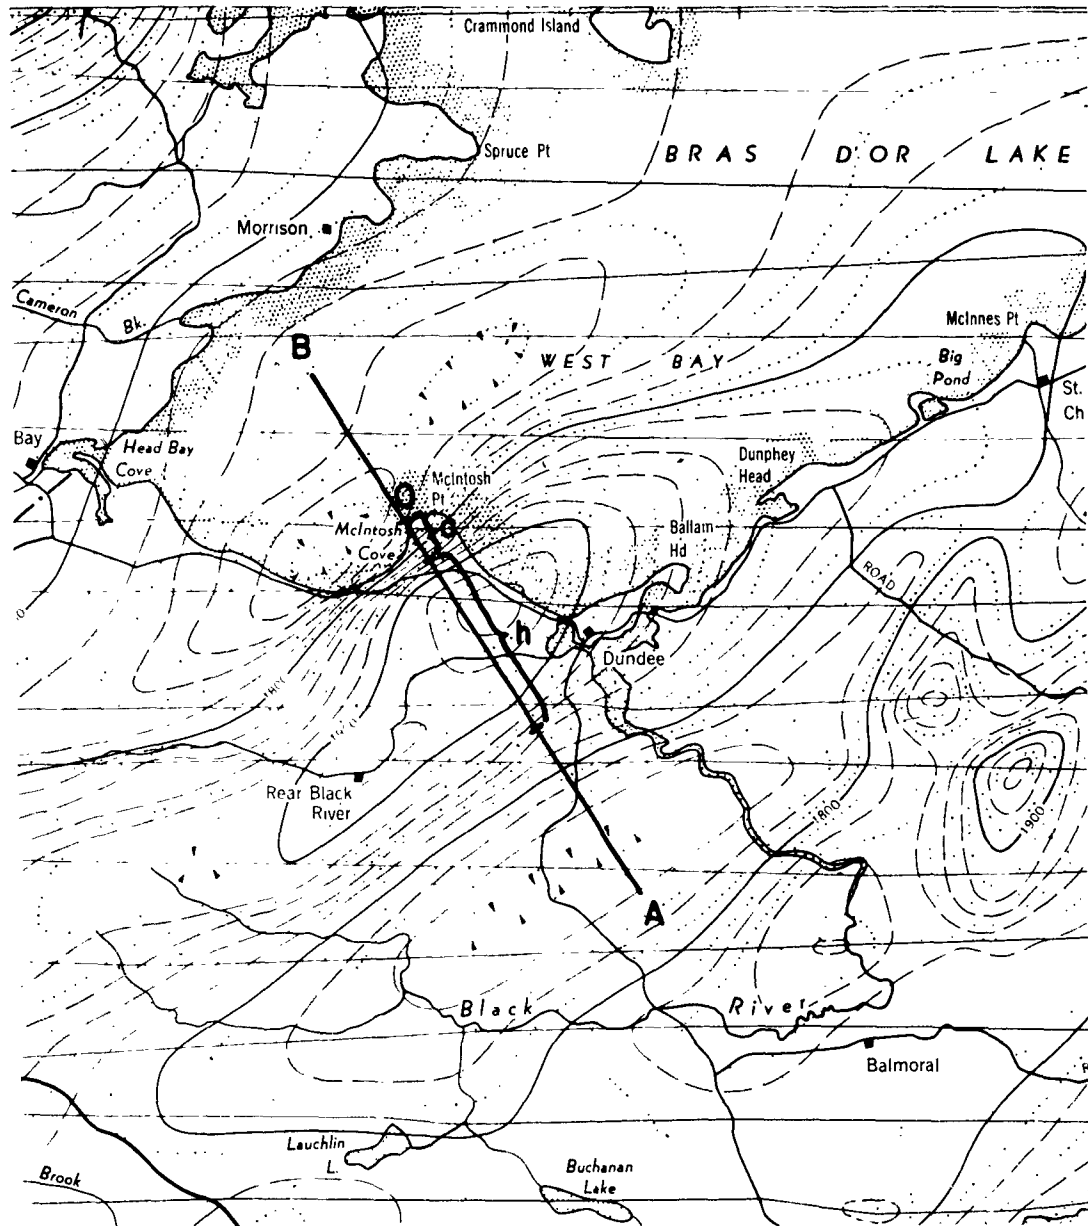 Crammond Island
Spruce Pt
BRAS D'OR LAKE
Morrison
Cameron
Bk.
McInnes Pt
B
WEST BAY
Big
Pond
St.
Ch
Bay
Head Bay
Cove
Dunphey
Head
McIntosh
Pt
O
G
McIntosh
Cove
Ballam
Hd
ROAD
h
Dundee
1800
Rear Black
River
1800
1900
A
Black River
Balmoral
Lauchlin
L.
Buchanan
Lake
Brook